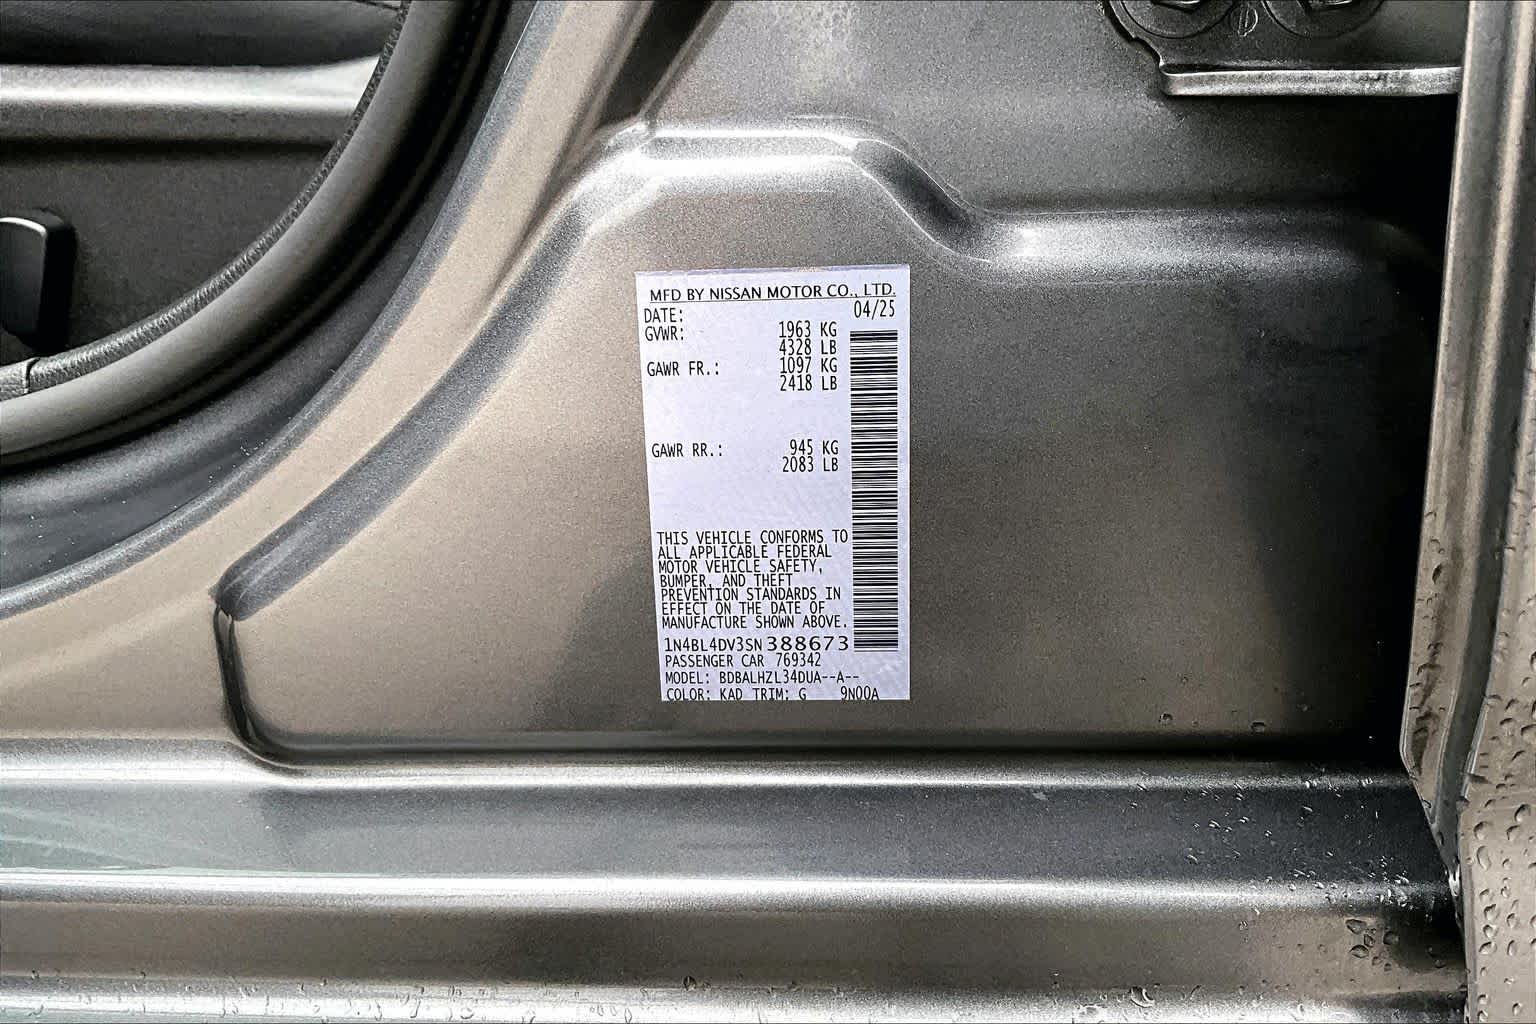 MFD BY NISSAN MOTOR CO., LTD.
DATE: 04/25
GVWR: 1963 KG
4328 LB
GAWR FR.: 1097 KG
2418 LB
GAWR RR.: 945 KG
2083 LB
THIS VEHICLE CONFORMS TO
ALL APPLICABLE FEDERAL
MOTOR VEHICLE SAFETY,
BUMPER, AND THEFT
PREVENTION STANDARDS IN
EFFECT ON THE DATE OF
MANUFACTURE SHOWN ABOVE.
1N4BL4DV3SN388673
PASSENGER CAR 769342
MODEL: BDBALHZL34DUA--A--
COLOR: KAD TRIM: G 9N00A